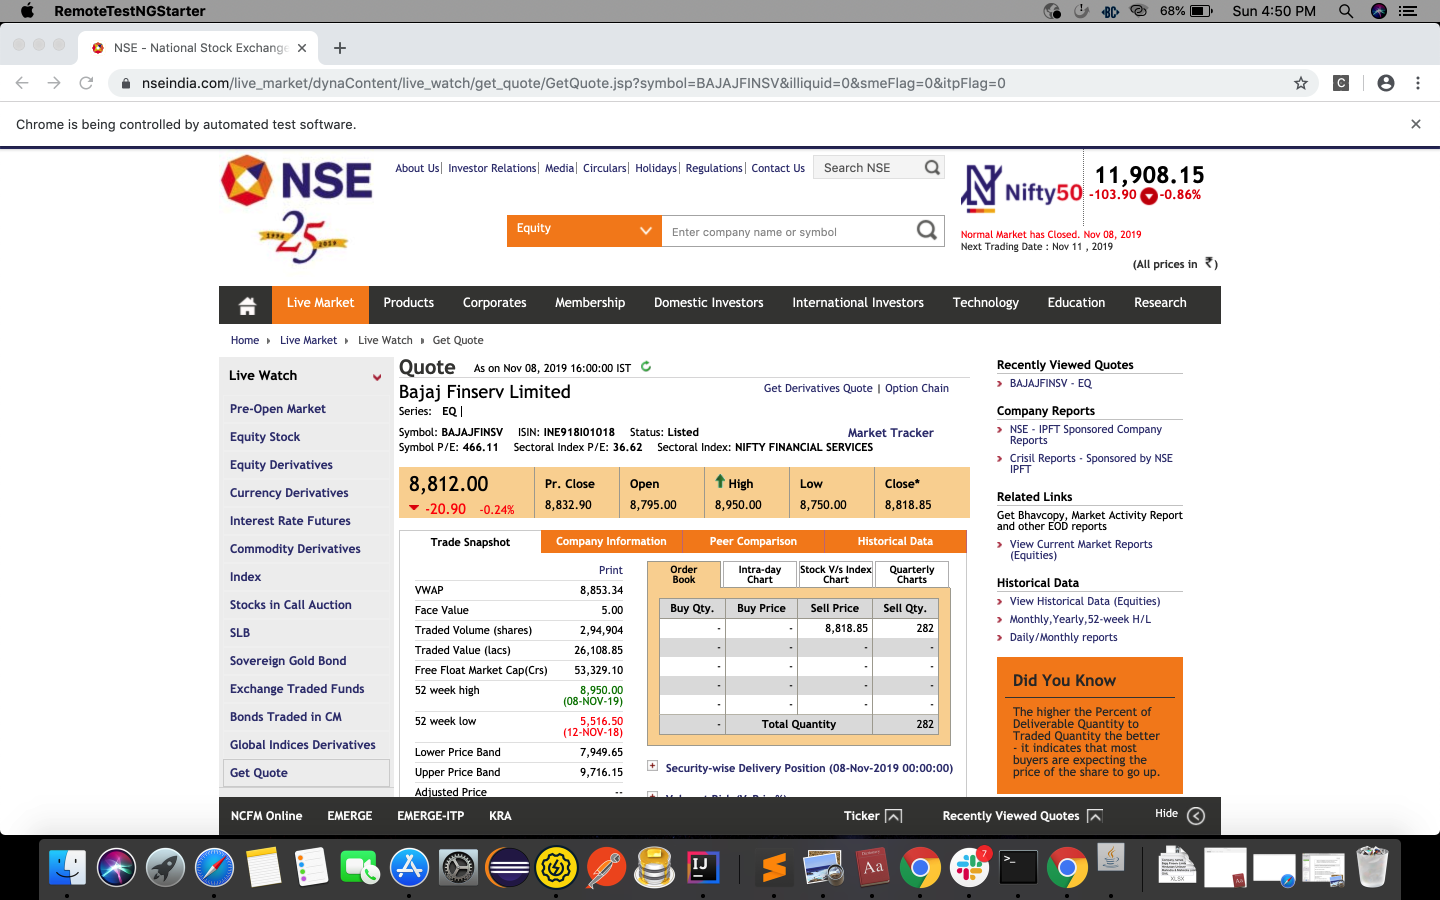 RemoteTestNGStarter
68%
Sun 4:50 PM
NSE - National Stock Exchange
nseindia.com/live_market/dynaContent/live_watch/get_quote/GetQuote.jsp?symbol=BAJAJFINSV&illiquid=0&smeFlag=0&itpFlag=0
Chrome is being controlled by automated test software.
NSE
1994 25 2019
About Us| Investor Relations| Media| Circulars| Holidays| Regulations| Contact Us
Search NSE
Equity
Enter company name or symbol
Nifty50
11,908.15
-103.90 -0.86%
Normal Market has Closed. Nov 08, 2019
Next Trading Date : Nov 11 , 2019
(All prices in ₹)
Live Market Products Corporates Membership Domestic Investors International Investors Technology Education Research
Home Live Market Live Watch Get Quote
Live Watch
Pre-Open Market
Equity Stock
Equity Derivatives
Currency Derivatives
Interest Rate Futures
Commodity Derivatives
Index
Stocks in Call Auction
SLB
Sovereign Gold Bond
Exchange Traded Funds
Bonds Traded in CM
Global Indices Derivatives
Get Quote
Quote As on Nov 08, 2019 16:00:00 IST
Bajaj Finserv Limited
Get Derivatives Quote | Option Chain
Series: EQ |
Symbol: BAJAJFINSV ISIN: INE918I01018 Status: Listed
Market Tracker
Symbol P/E: 466.11 Sectoral Index P/E: 36.62 Sectoral Index: NIFTY FINANCIAL SERVICES
8,812.00 Pr. Close Open High Low Close*
-20.90 -0.24% 8,832.90 8,795.00 8,950.00 8,750.00 8,818.85
Trade Snapshot Company Information Peer Comparison Historical Data
Print
VWAP 8,853.34
Face Value 5.00
Traded Volume (shares) 2,94,904
Traded Value (lacs) 26,108.85
Free Float Market Cap(Crs) 53,329.10
52 week high 8,950.00
(08-NOV-19)
52 week low 5,516.50
(12-NOV-18)
Lower Price Band 7,949.65
Upper Price Band 9,716.15
Adjusted Price --
Order Book
Intra-day Chart
Stock V/s Index Chart
Quarterly Charts
Buy Qty. Buy Price Sell Price Sell Qty.
- - 8,818.85 282
- - - -
- - - -
- - - -
- - - -
- Total Quantity 282
Security-wise Delivery Position (08-Nov-2019 00:00:00)
Recently Viewed Quotes
BAJAJFINSV - EQ
Company Reports
NSE - IPFT Sponsored Company
Reports
Crisil Reports - Sponsored by NSE
IPFT
Related Links
Get Bhavcopy, Market Activity Report
and other EOD reports
View Current Market Reports
(Equities)
Historical Data
View Historical Data (Equities)
Monthly,Yearly,52-week H/L
Daily/Monthly reports
Did You Know
The higher the Percent of
Deliverable Quantity to
Traded Quantity the better
- it indicates that most
buyers are expecting the
price of the share to go up.
NCFM Online EMERGE EMERGE-ITP KRA
Ticker Recently Viewed Quotes Hide
7
IJ
Aa
XLSX